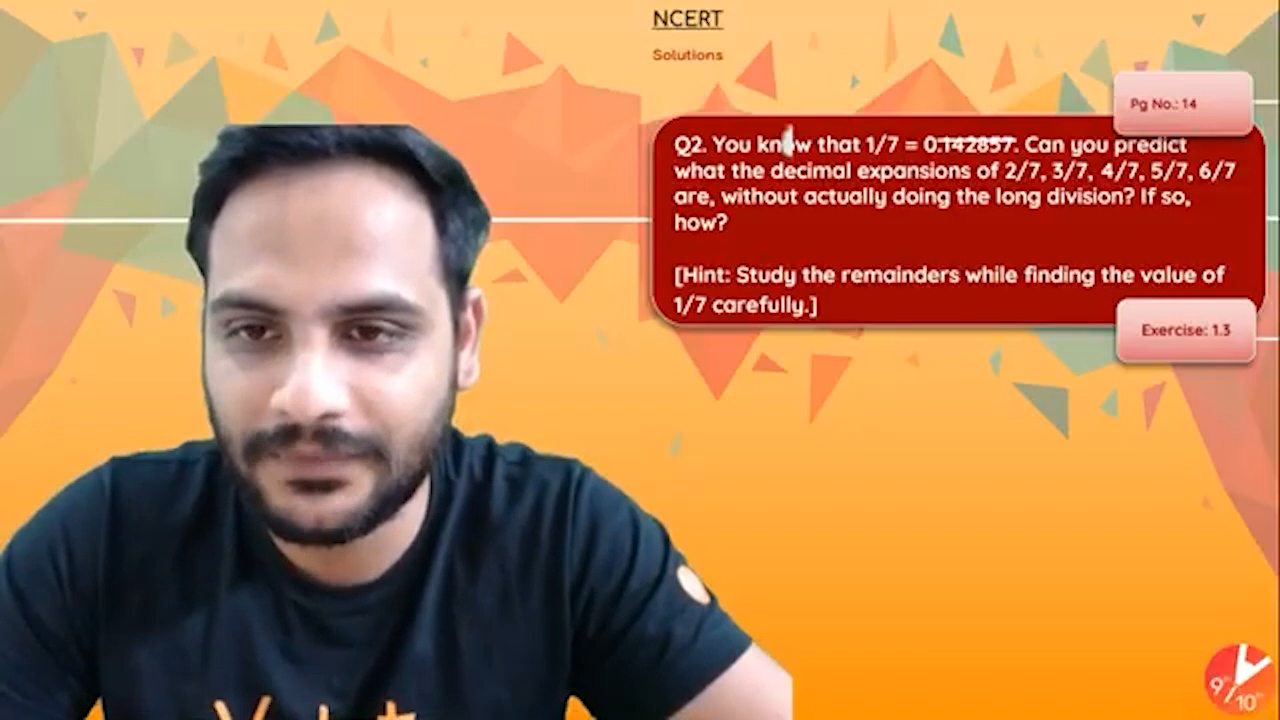 NCERT
Solutions
Pg No.: 14
Q2. You know that 1/7 = 0.142857. Can you predict
what the decimal expansions of 2/7, 3/7, 4/7, 5/7, 6/7
are, without actually doing the long division? If so,
how?
[Hint: Study the remainders while finding the value of
1/7 carefully.]
Exercise: 1.3
9th/10th